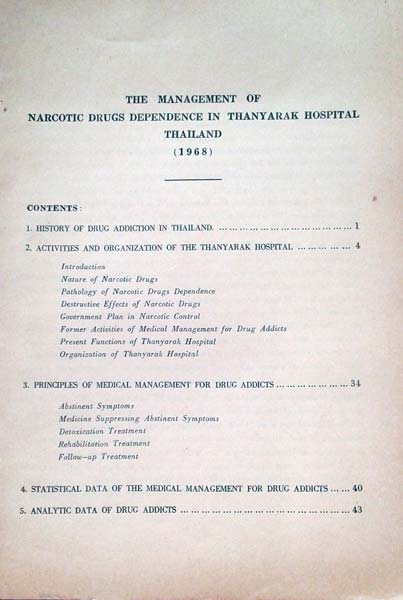 THE MANAGEMENT OF
NARCOTIC DRUGS DEPENDENCE IN THANYARAK HOSPITAL
THAILAND
(1968)
CONTENTS:
1. HISTORY OF DRUG ADDICTION IN THAILAND. ... ... ... ... ... ... ... ... ... ... ... ... ... 1
2. ACTIVITIES AND ORGANIZATION OF THE THANYARAK HOSPITAL ... ... ... ... ... 4
Introduction
Nature of Narcotic Drugs
Pathology of Narcotic Drugs Dependence
Destructive Effects of Narcotic Drugs
Government Plan in Narcotic Control
Former Activities of Medical Management for Drug Addicts
Present Functions of Thanyarak Hospital
Organization of Thanyarak Hospital
3. PRINCIPLES OF MEDICAL MANAGEMENT FOR DRUG ADDICTS ... ... ... ... ... ... 34
Abstinent Symptoms
Medicine Suppressing Abstinent Symptoms
Detoxication Treatment
Rehabilitation Treatment
Follow-up Treatment
4. STATISTICAL DATA OF THE MEDICAL MANAGEMENT FOR DRUG ADDICTS ... ... 40
5. ANALYTIC DATA OF DRUG ADDICTS ... ... ... ... ... ... ... ... ... ... ... ... ... ... ... ... 43